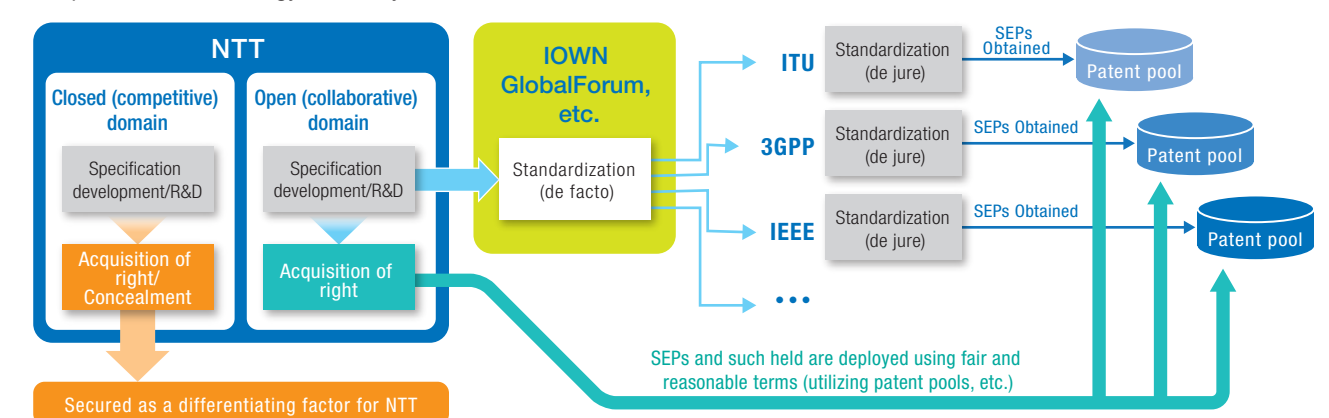 NTT
Closed (competitive)
domain
Specification
development/R&D
Acquisition of
right/
Concealment
Secured as a differentiating factor for NTT
Open (collaborative)
domain
Specification
development/R&D
Acquisition of
right
IOWN
GlobalForum,
etc.
Standardization
(de facto)
ITU
Standardization
(de jure)
SEPs
Obtained
Patent pool
3GPP
Standardization
(de jure)
SEPs Obtained
Patent pool
IEEE
Standardization
(de jure)
SEPs Obtained
Patent pool
•••
SEPs and such held are deployed using fair and
reasonable terms (utilizing patent pools, etc.)